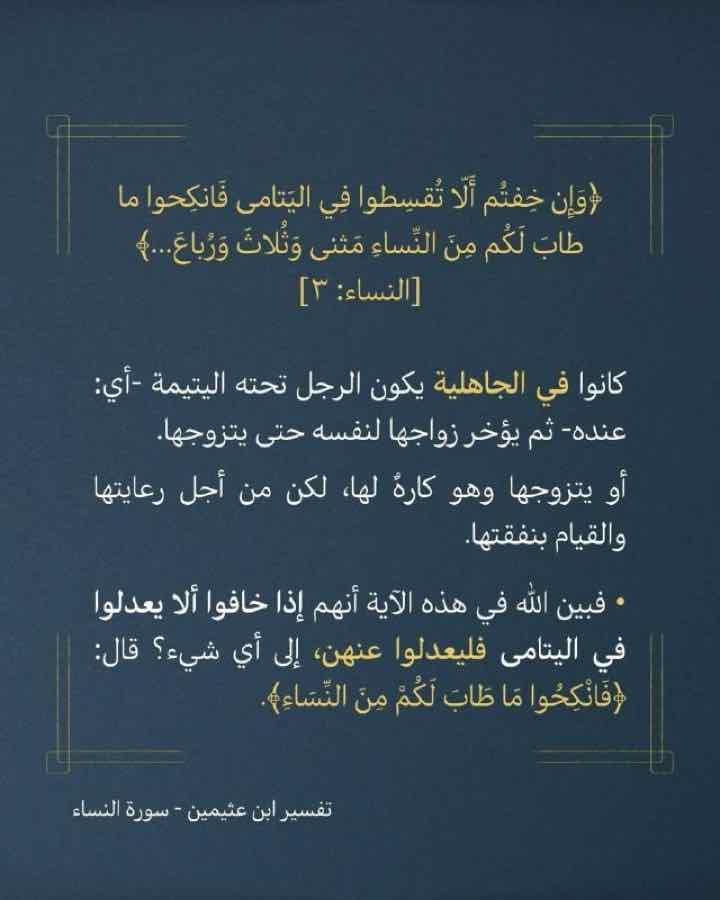 ﴿وَإِن خِفتُم أَلّا تُقسِطوا فِي اليَتامى فَانكِحوا ما
طابَ لَكُم مِنَ النِّساءِ مَثنى وَثُلاثَ وَرُباعَ...﴾
[النساء: ٣]
كانوا في الجاهلية يكون الرجل تحته اليتيمة -أي:
عنده- ثم يؤخر زواجها لنفسه حتى يتزوجها.
أو يتزوجها وهو كارهٌ لها، لكن من أجل رعايتها
والقيام بنفقتها.
• فبين الله في هذه الآية أنهم إذا خافوا ألا يعدلوا
في اليتامى فليعدلوا عنهن، إلى أي شيء؟ قال:
﴿فَانْكِحُوا مَا طَابَ لَكُمْ مِنَ النِّسَاءِ﴾.
تفسير ابن عثيمين - سورة النساء